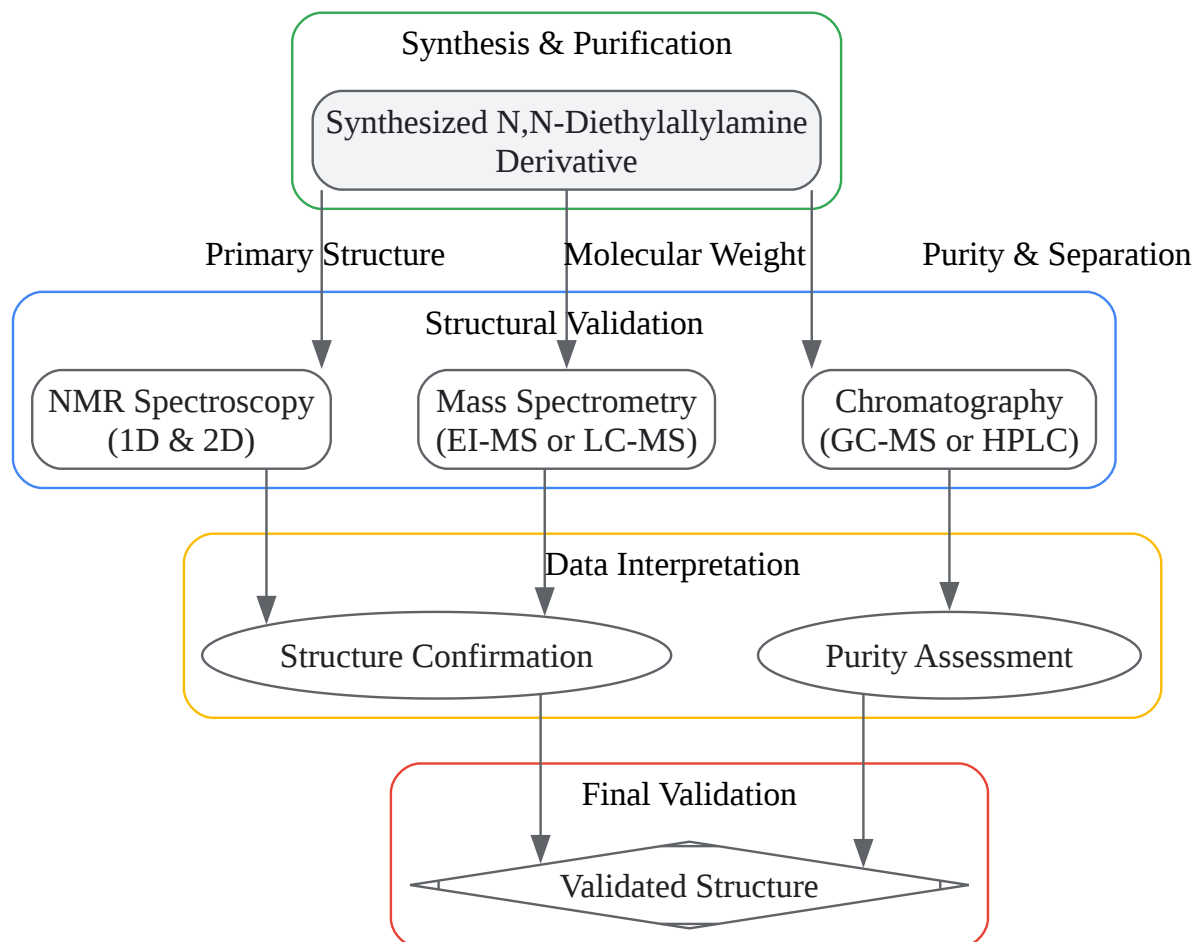 Synthesis & Purification
Synthesized N,N-Diethylallylamine
Derivative
Primary Structure
Molecular Weight
Purity & Separation
Structural Validation
NMR Spectroscopy
(1D & 2D)
Mass Spectrometry
(EI-MS or LC-MS)
Chromatography
(GC-MS or HPLC)
Data Interpretation
Structure Confirmation
Purity Assessment
Final Validation
Validated Structure